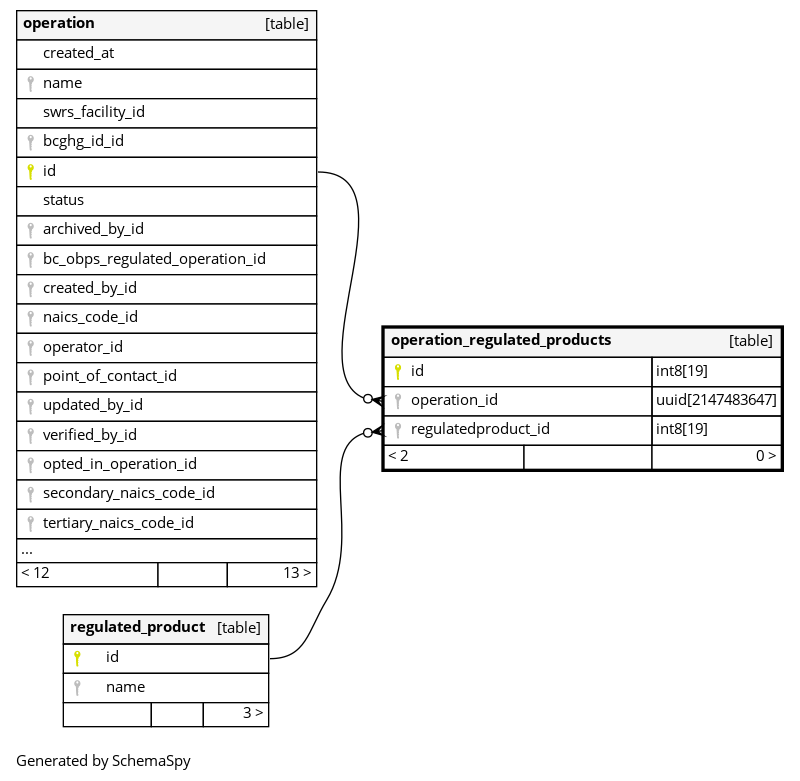 operation [table]
created_at
name
swrs_facility_id
bcghg_id_id
id
status
archived_by_id
bc_obps_regulated_operation_id
created_by_id
naics_code_id
operator_id
point_of_contact_id
updated_by_id
verified_by_id
opted_in_operation_id
secondary_naics_code_id
tertiary_naics_code_id
...
< 12 13 >
operation_regulated_products [table]
id int8[19]
operation_id uuid[2147483647]
regulatedproduct_id int8[19]
< 2 0 >
regulated_product [table]
id
name
3 >
Generated by SchemaSpy